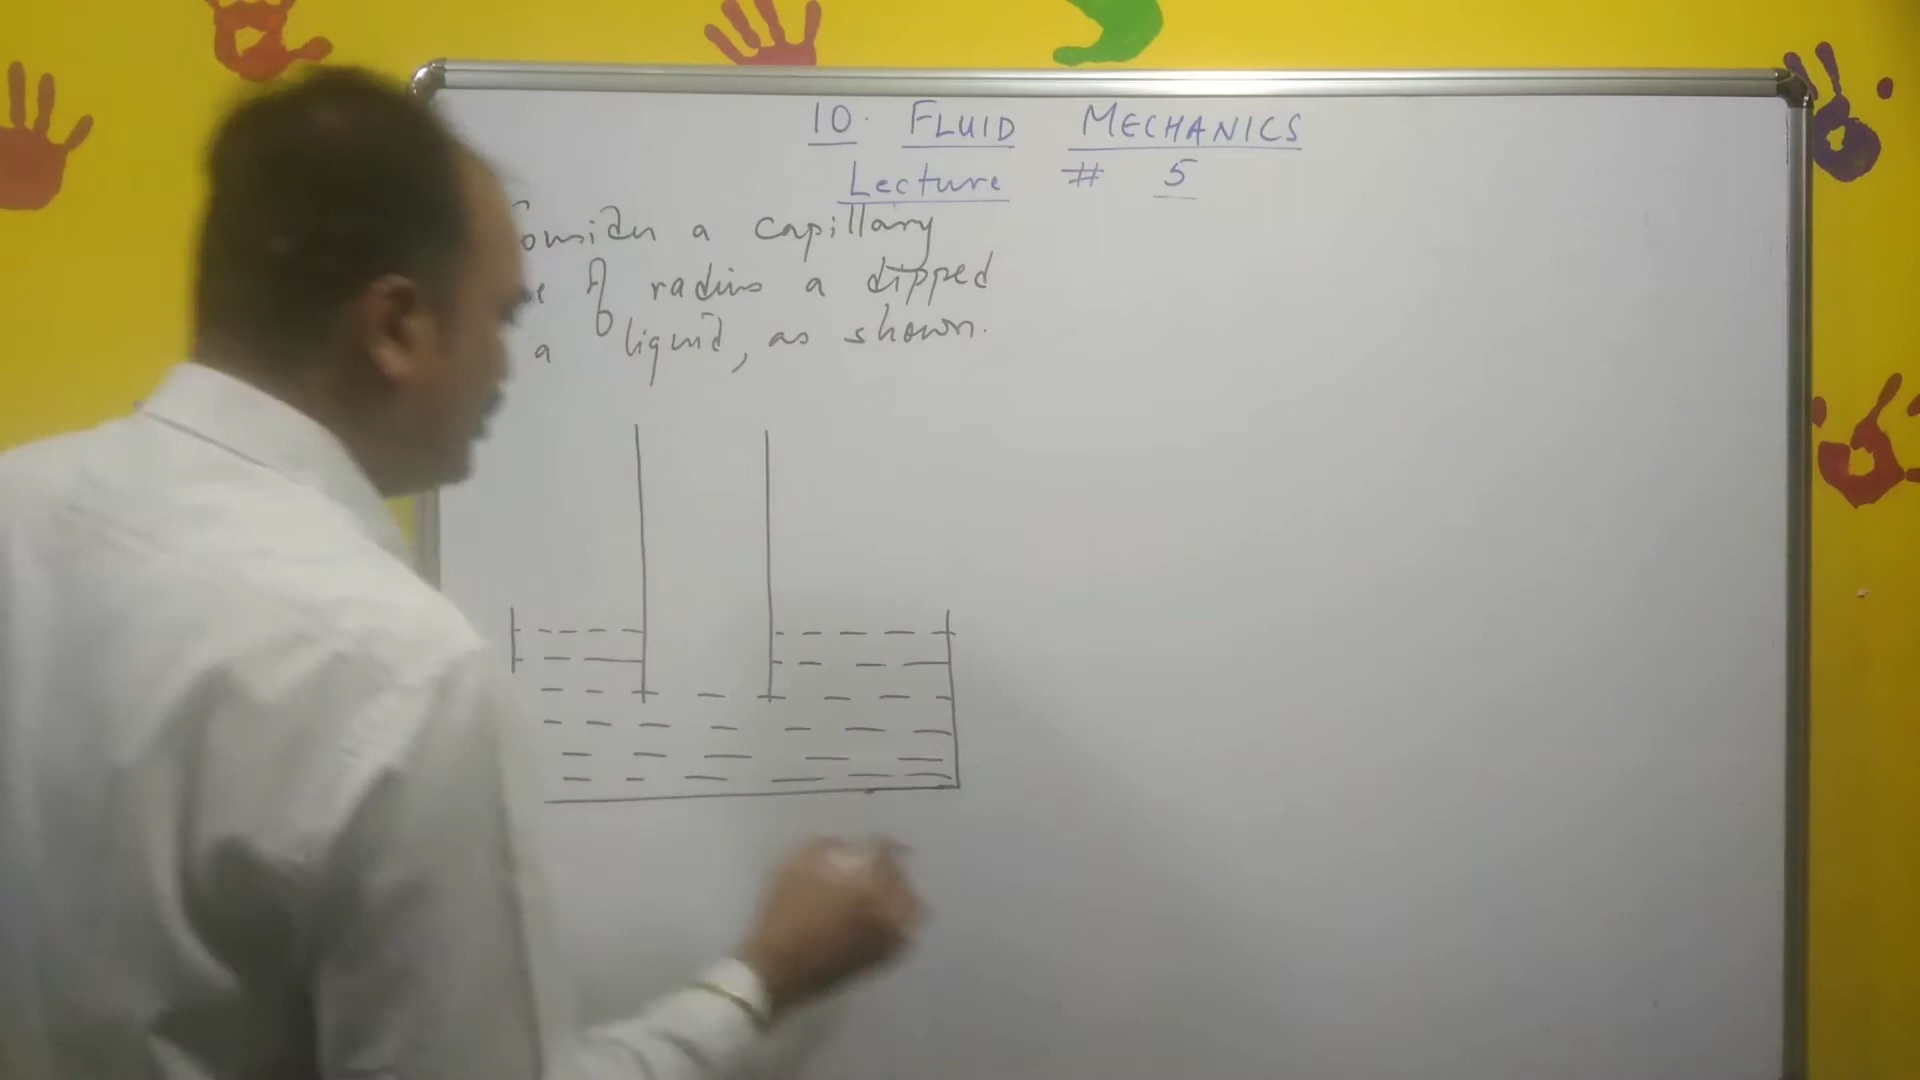 10. FLUID MECHANICS
Lecture # 5
onsider a capillary
of radius a dipped
a liquid, as shown.